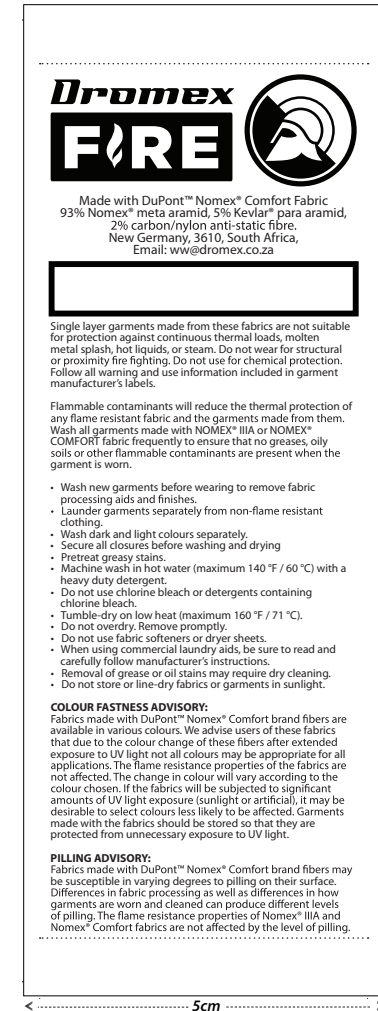 Dromex
FIRE
Made with DuPont™ Nomex® Comfort Fabric
93% Nomex® meta aramid, 5% Kevlar® para aramid,
2% carbon/nylon anti-static fibre.
New Germany, 3610, South Africa,
Email: ww@dromex.co.za
Single layer garments made from these fabrics are not suitable
for protection against continuous thermal loads, molten
metal splash, hot liquids, or steam. Do not wear for structural
or proximity fire fighting. Do not use for chemical protection.
Follow all warning and use information included in garment
manufacturer's labels.
Flammable contaminants will reduce the thermal protection of
any flame resistant fabric and the garments made from them.
Wash all garments made with NOMEX® IIIA or NOMEX®
COMFORT fabric frequently to ensure that no greases, oily
soils or other flammable contaminants are present when the
garment is worn.
• Wash new garments before wearing to remove fabric
processing aids and finishes.
• Launder garments separately from non-flame resistant
clothing.
• Wash dark and light colours separately.
• Secure all closures before washing and drying
• Pretreat greasy stains.
• Machine wash in hot water (maximum 140 °F / 60 °C) with a
heavy duty detergent.
• Do not use chlorine bleach or detergents containing
chlorine bleach.
• Tumble-dry on low heat (maximum 160 °F / 71 °C).
• Do not overdry. Remove promptly.
• Do not use fabric softeners or dryer sheets.
• When using commercial laundry aids, be sure to read and
carefully follow manufacturer's instructions.
• Removal of grease or oil stains may require dry cleaning.
• Do not store or line-dry fabrics or garments in sunlight.
COLOUR FASTNESS ADVISORY:
Fabrics made with DuPont™ Nomex® Comfort brand fibers are
available in various colours. We advise users of these fabrics
that due to the colour change of these fibers after extended
exposure to UV light not all colours may be appropriate for all
applications. The flame resistance properties of the fabrics are
not affected. The change in colour will vary according to the
colour chosen. If the fabrics will be subjected to significant
amounts of UV light exposure (sunlight or artificial), it may be
desirable to select colours less likely to be affected. Garments
made with the fabrics should be stored so that they are
protected from unnecessary exposure to UV light.
PILLING ADVISORY:
Fabrics made with DuPont™ Nomex® Comfort brand fibers may
be susceptible in varying degrees to pilling on their surface.
Differences in fabric processing as well as differences in how
garments are worn and cleaned can produce different levels
of pilling. The flame resistance properties of Nomex® IIIA and
Nomex® Comfort fabrics are not affected by the level of pilling.
5cm